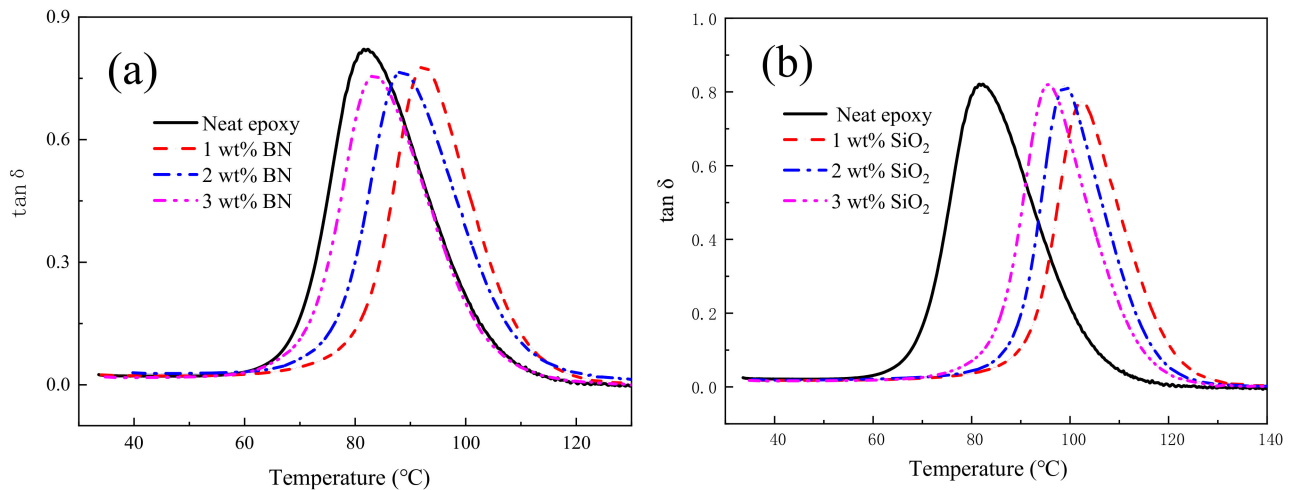 (a)
Neat epoxy
1 wt% BN
2 wt% BN
3 wt% BN
tan δ
0.9
0.6
0.3
0.0
40 60 80 100 120
Temperature (℃)
(b)
Neat epoxy
1 wt% SiO₂
2 wt% SiO₂
3 wt% SiO₂
tan δ
1.0
0.8
0.6
0.4
0.2
0.0
40 60 80 100 120 140
Temperature (℃)